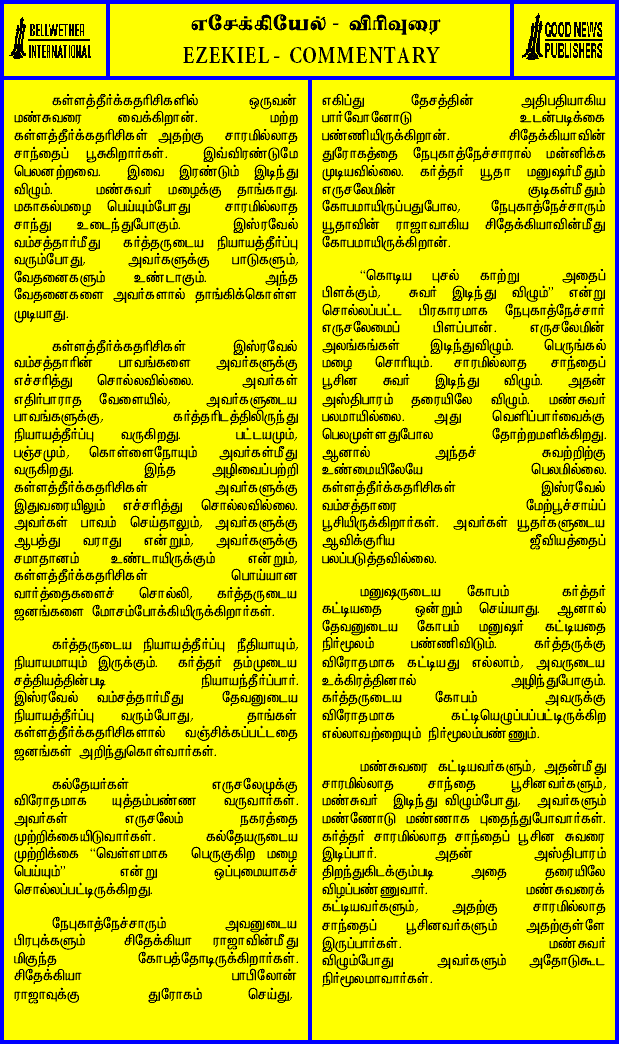 BELLWETHER
INTERNATIONAL
எசேக்கியேல் - விரிவுரை
EZEKIEL - COMMENTARY
GOOD NEWS
PUBLISHERS
கள்ளத்தீர்க்கதரிசிகளில் ஒருவன்
மண்சுவரை வைக்கிறான். மற்ற
கள்ளத்தீர்க்கதரிசிகள் அதற்கு சாரமில்லாத
சாந்தைப் பூசுகிறார்கள். இவ்விரண்டுமே
பெலனற்றவை. இவை இரண்டும் இடிந்து
விழும். மண்சுவர் மழைக்கு தாங்காது.
மகாகல்மழை பெய்யும்போது சாரமில்லாத
சாந்து உடைந்துபோகும். இஸ்ரவேல்
வம்சத்தார்மீது கர்த்தருடைய நியாயத்தீர்ப்பு
வரும்போது, அவர்களுக்கு பாடுகளும்,
வேதனைகளும் உண்டாகும். அந்த
வேதனைகளை அவர்களால் தாங்கிக்கொள்ள
முடியாது.
கள்ளத்தீர்க்கதரிசிகள் இஸ்ரவேல்
வம்சத்தாரின் பாவங்களை அவர்களுக்கு
எச்சரித்து சொல்லவில்லை. அவர்கள்
எதிர்பாராத வேளையில், அவர்களுடைய
பாவங்களுக்கு, கர்த்தரிடத்திலிருந்து
நியாயத்தீர்ப்பு வருகிறது. பட்டயமும்,
பஞ்சமும், கொள்ளைநோயும் அவர்கள்மீது
வருகிறது. இந்த அழிவைப்பற்றி
கள்ளத்தீர்க்கதரிசிகள் அவர்களுக்கு
இதுவரையிலும் எச்சரித்து சொல்லவில்லை.
அவர்கள் பாவம் செய்தாலும், அவர்களுக்கு
ஆபத்து வராது என்றும், அவர்களுக்கு
சமாதானம் உண்டாயிருக்கும் என்றும்,
கள்ளத்தீர்க்கதரிசிகள் பொய்யான
வார்த்தைகளைச் சொல்லி, கர்த்தருடைய
ஜனங்களை மோசம்போக்கியிருக்கிறார்கள்.
கர்த்தருடைய நியாயத்தீர்ப்பு நீதியாயும்,
நியாயமாயும் இருக்கும். கர்த்தர் தம்முடைய
சத்தியத்தின்படி நியாயந்தீர்ப்பார்.
இஸ்ரவேல் வம்சத்தார்மீது தேவனுடைய
நியாயத்தீர்ப்பு வரும்போது, தாங்கள்
கள்ளத்தீர்க்கதரிசிகளால் வஞ்சிக்கப்பட்டதை
ஜனங்கள் அறிந்துகொள்வார்கள்.
கல்தேயர்கள் எருசலேமுக்கு
விரோதமாக யுத்தம்பண்ண வருவார்கள்.
அவர்கள் எருசலேம் நகரத்தை
முற்றிக்கையிடுவார்கள். கல்தேயருடைய
முற்றிக்கை “வெள்ளமாக பெருகுகிற மழை
பெய்யும்” என்று ஒப்புமையாகச்
சொல்லப்பட்டிருக்கிறது.
நேபுகாத்நேச்சாரும் அவனுடைய
பிரபுக்களும் சிதேக்கியா ராஜாவின்மீது
மிகுந்த கோபத்தோடிருக்கிறார்கள்.
சிதேக்கியா பாபிலோன்
ராஜாவுக்கு துரோகம் செய்து,
எகிப்து தேசத்தின் அதிபதியாகிய
பார்வோனோடு உடன்படிக்கை
பண்ணியிருக்கிறான். சிதேக்கியாவின்
துரோகத்தை நேபுகாத்நேச்சாரால் மன்னிக்க
முடியவில்லை. கர்த்தர் யூதா மனுஷர்மீதும்
எருசலேமின் குடிகள்மீதும்
கோபமாயிருப்பதுபோல, நேபுகாத்நேச்சாரும்
யூதாவின் ராஜாவாகிய சிதேக்கியாவின்மீது
கோபமாயிருக்கிறான்.
“கொடிய புசல் காற்று அதைப்
பிளக்கும், சுவர் இடிந்து விழும்” என்று
சொல்லப்பட்ட பிரகாரமாக நேபுகாத்நேச்சார்
எருசலேமைப் பிளப்பான். எருசலேமின்
அலங்கங்கள் இடிந்துவிழும். பெருங்கல்
மழை சொரியும். சாரமில்லாத சாந்தைப்
பூசின சுவர் இடிந்து விழும். அதன்
அஸ்திபாரம் தரையிலே விழும். மண்சுவர்
பலமாயில்லை. அது வெளிப்பார்வைக்கு
பெலமுள்ளதுபோல தோற்றமளிக்கிறது.
ஆனால் அந்தச் சுவற்றிற்கு
உண்மையிலேயே பெலமில்லை.
கள்ளத்தீர்க்கதரிசிகள் இஸ்ரவேல்
வம்சத்தாரை மேற்பூச்சாய்ப்
பூசியிருக்கிறார்கள். அவர்கள் யூதர்களுடைய
ஆவிக்குரிய ஜீவியத்தைப்
பலப்படுத்தவில்லை.
மனுஷருடைய கோபம் கர்த்தர்
கட்டியதை ஒன்றும் செய்யாது. ஆனால்
தேவனுடைய கோபம் மனுஷர் கட்டியதை
நிர்மூலம் பண்ணிவிடும். கர்த்தருக்கு
விரோதமாக கட்டியது எல்லாம், அவருடைய
உக்கிரத்தினால் அழிந்துபோகும்.
கர்த்தருடைய கோபம் அவருக்கு
விரோதமாக கட்டியெழுப்பப்பட்டிருக்கிற
எல்லாவற்றையும் நிர்மூலம்பண்ணும்.
மண்சுவரை கட்டியவர்களும், அதன்மீது
சாரமில்லாத சாந்தை பூசினவர்களும்,
மண்சுவர் இடிந்து விழும்போது, அவர்களும்
மண்ணோடு மண்ணாக புதைந்துபோவார்கள்.
கர்த்தர் சாரமில்லாத சாந்தைப் பூசின சுவரை
இடிப்பார். அதன் அஸ்திபாரம்
திறந்துகிடக்கும்படி அதை தரையிலே
விழப்பண்ணுவார். மண்சுவரைக்
கட்டியவர்களும், அதற்கு சாரமில்லாத
சாந்தைப் பூசினவர்களும் அதற்குள்ளே
இருப்பார்கள். மண்சுவர்
விழும்போது அவர்களும் அதோடுகூட
நிர்மூலமாவார்கள்.